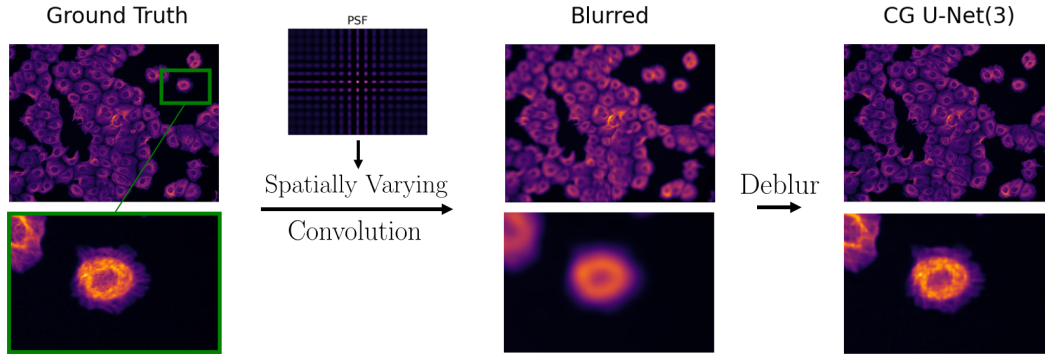 Ground Truth
PSF
Spatially Varying
Convolution
Blurred
Deblur
CG U-Net(3)